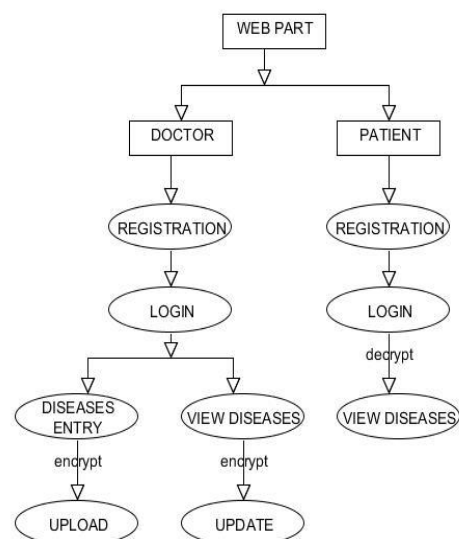 WEB PART
DOCTOR
PATIENT
REGISTRATION
REGISTRATION
LOGIN
LOGIN
decrypt
DISEASES
ENTRY
VIEW DISEASES
VIEW DISEASES
encrypt
encrypt
UPLOAD
UPDATE